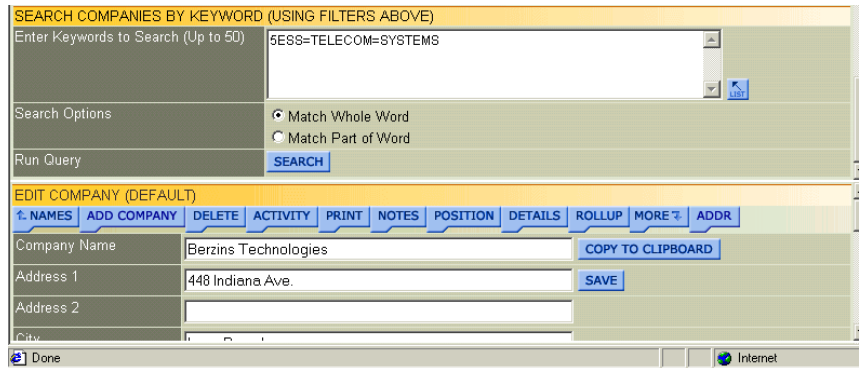 SEARCH COMPANIES BY KEYWORD (USING FILTERS ABOVE)
Enter Keywords to Search (Up to 50)
5ESS=TELECOM=SYSTEMS
LIST
Search Options
Match Whole Word
Match Part of Word
Run Query
SEARCH
EDIT COMPANY (DEFAULT)
NAMES ADD COMPANY DELETE ACTIVITY PRINT NOTES POSITION DETAILS ROLLUP MORE ADDR
Company Name
Berzins Technologies
COPY TO CLIPBOARD
Address 1
448 Indiana Ave.
SAVE
Address 2
City
Done
Internet